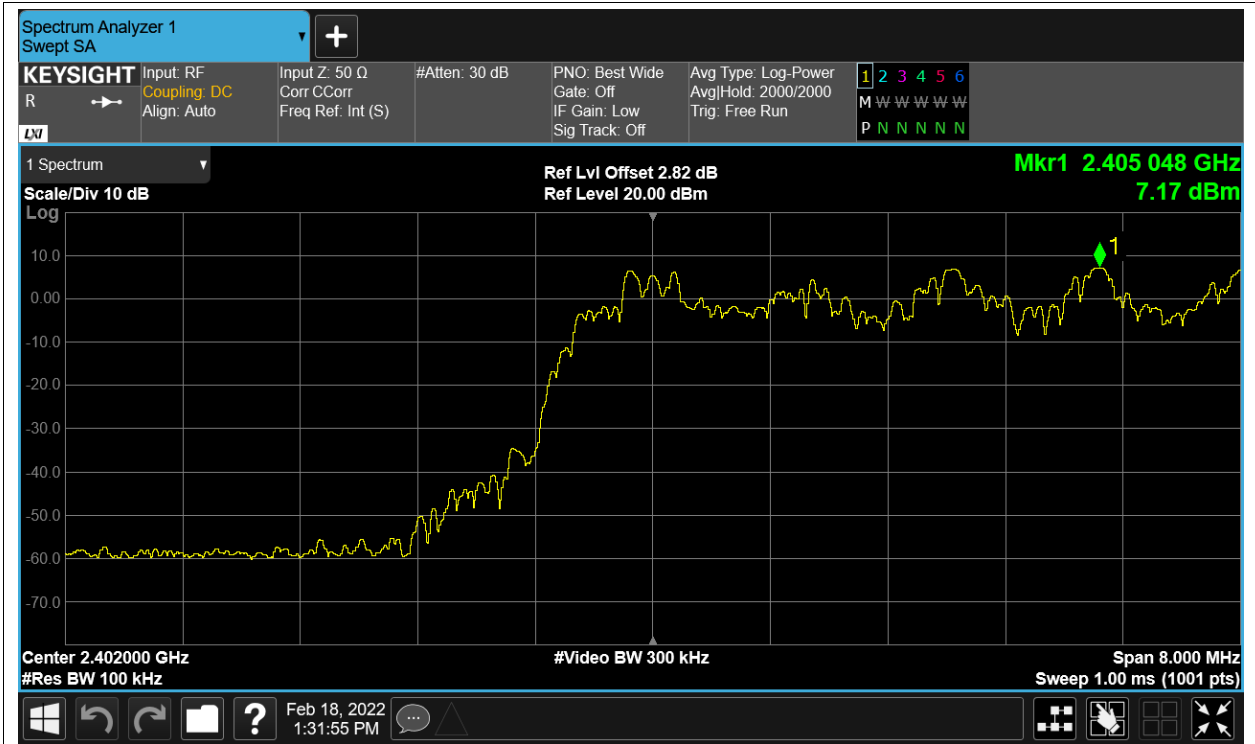 Spectrum Analyzer 1
Swept SA
KEYSIGHT
R
LXI
Input: RF
Coupling: DC
Align: Auto
Input Z: 50 Ω
Corr CCorr
Freq Ref: Int (S)
#Atten: 30 dB
PNO: Best Wide
Gate: Off
IF Gain: Low
Sig Track: Off
Avg Type: Log-Power
Avg|Hold: 2000/2000
Trig: Free Run
1 2 3 4 5 6
M W W W W W
P N N N N N
1 Spectrum
Scale/Div 10 dB
Ref Lvl Offset 2.82 dB
Ref Level 20.00 dBm
Mkr1 2.405 048 GHz
7.17 dBm
Log
1
10.0
0.00
-10.0
-20.0
-30.0
-40.0
-50.0
-60.0
-70.0
Center 2.402000 GHz
#Video BW 300 kHz
Span 8.000 MHz
#Res BW 100 kHz
Sweep 1.00 ms (1001 pts)
?
Feb 18, 2022
1:31:55 PM